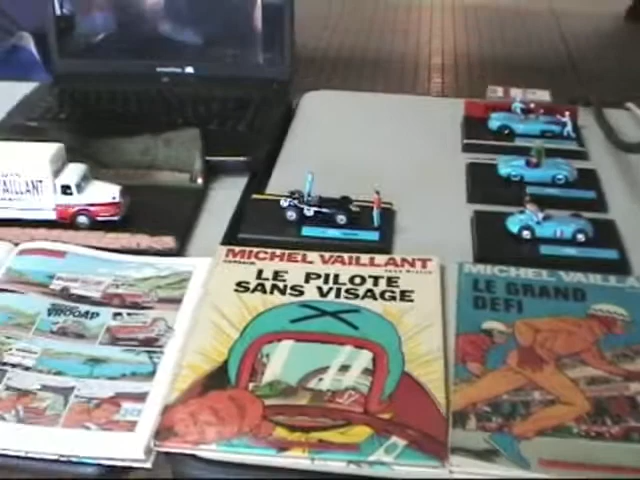 VAILLANT
VROOAP
MICHEL VAILLANT
LE PILOTE
SANS VISAGE
MICHEL VAILLA
LE GRAND
DEFI